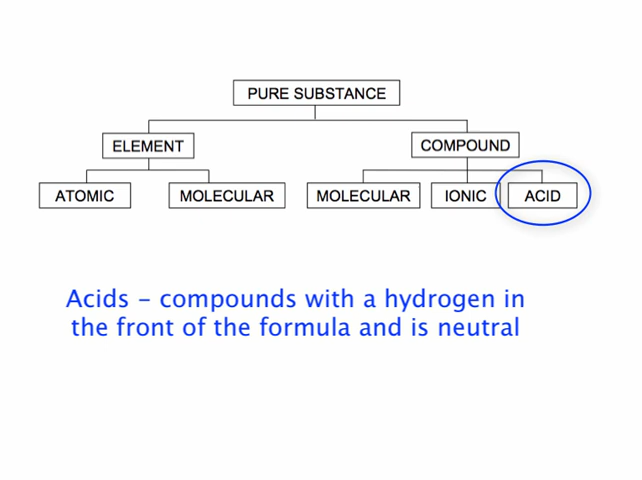 PURE SUBSTANCE
ELEMENT
COMPOUND
ATOMIC
MOLECULAR
MOLECULAR
IONIC
ACID
Acids - compounds with a hydrogen in
the front of the formula and is neutral